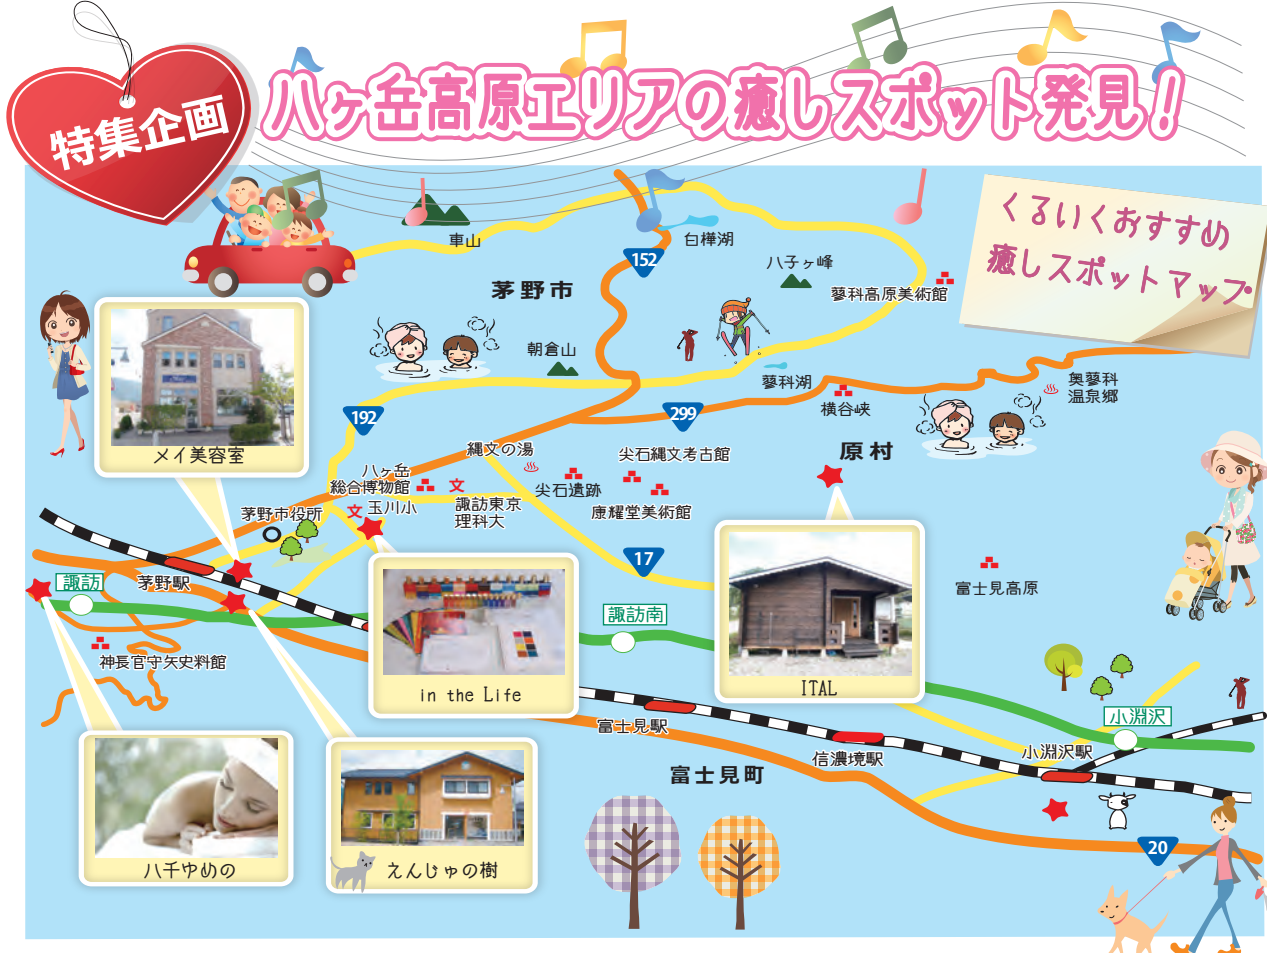 特集企画
八ヶ岳高原エリアの癒しスポット発見！
くるいくおすすめ
癒しスポットマップ
車山
白樺湖
152
八子ヶ峰
茅野市
蓼科高原美術館
朝倉山
蓼科湖
奥蓼科
温泉郷
横谷峡
192
299
メイ美容室
縄文の湯
尖石縄文考古館
原村
八ヶ岳
総合博物館
文
尖石遺跡
茅野市役所
文
玉川小
諏訪東京
理科大
康耀堂美術館
17
諏訪
茅野駅
富士見高原
諏訪南
神長官守矢史料館
in the Life
ITAL
小淵沢
富士見駅
信濃境駅
小淵沢駅
富士見町
八千やめの
えんじゅの樹
20